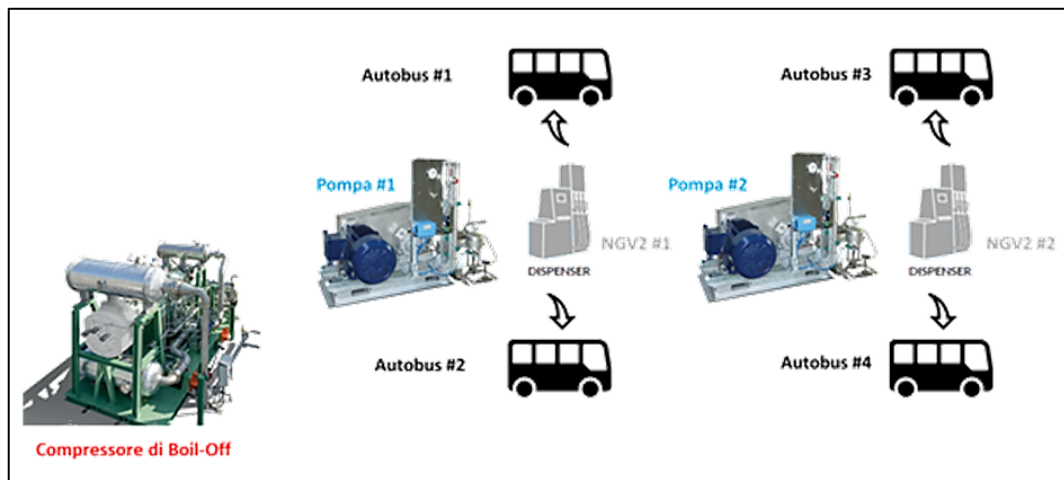 Autobus #1
Autobus #3
Pompa #1
Pompa #2
NGV2 #1
NGV2 #2
DISPENSER
DISPENSER
Autobus #2
Autobus #4
Compressore di Boil-Off